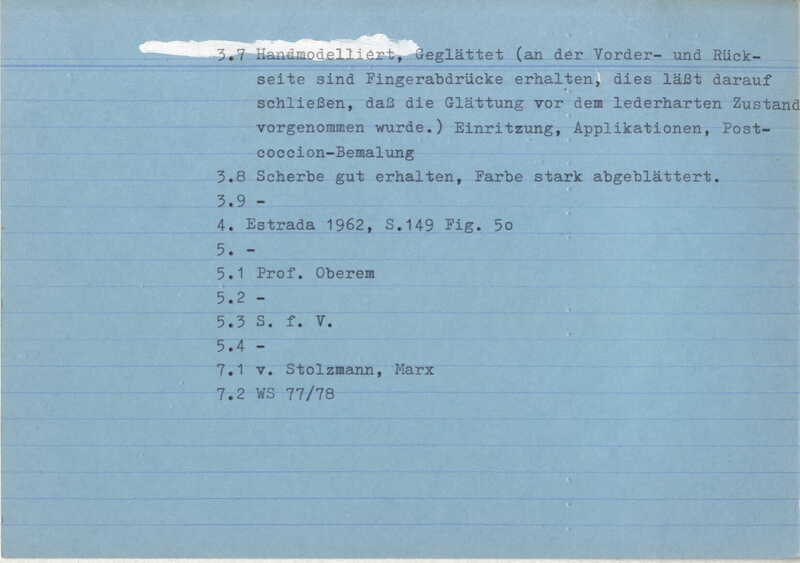 3.7 Handmodelliert, Geglättet (an der Vorder- und Rück-
seite sind Fingerabdrücke erhalten, dies läßt darauf
schließen, daß die Glättung vor dem lederharten Zustand
vorgenommen wurde.) Einritzung, Applikationen, Post-
coccion-Bemalung
3.8 Scherbe gut erhalten, Farbe stark abgeblättert.
3.9 -
4. Estrada 1962, S.149 Fig. 5o
5. -
5.1 Prof. Oberem
5.2 -
5.3 S. f. V.
5.4 -
7.1 v. Stolzmann, Marx
7.2 WS 77/78